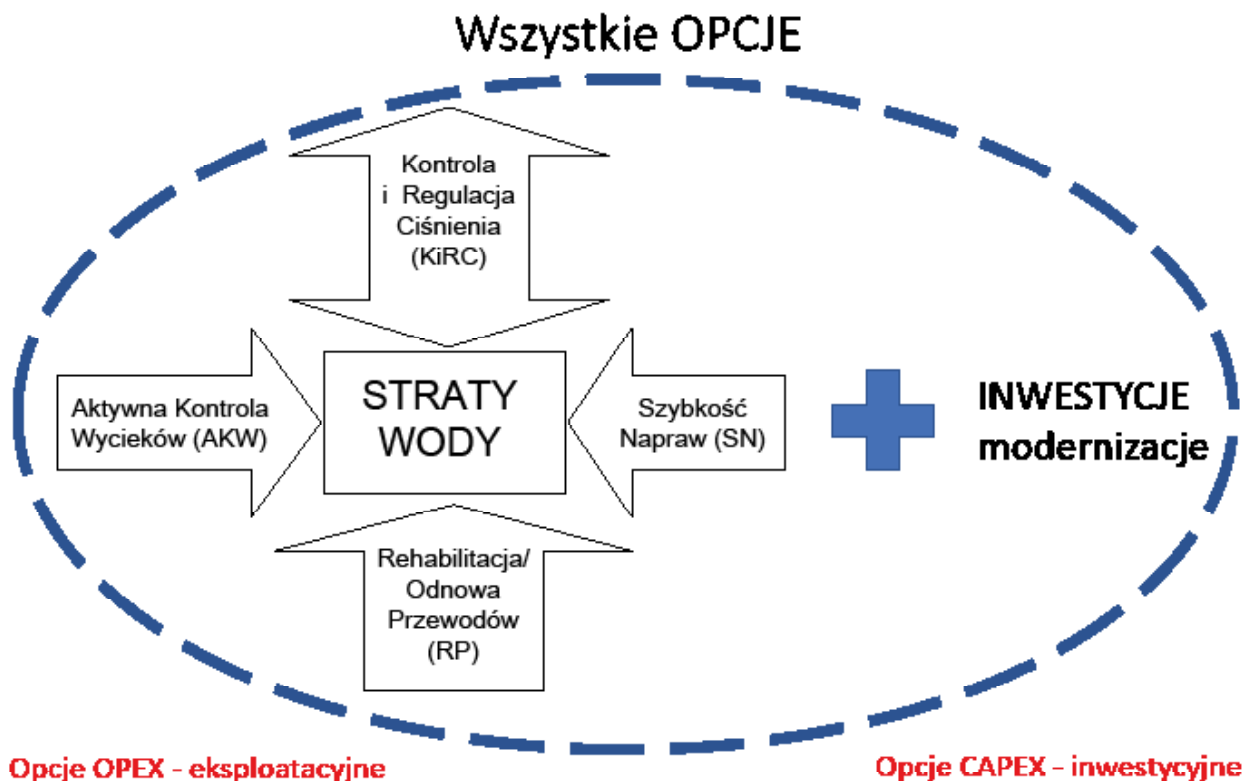 Wszystkie OPCJE
Kontrola
i Regulacja
Ciśnienia
(KiRC)
Aktywna Kontrola
Wycieków (AKW)
STRATY
WODY
Szybkość
Napraw (SN)
INWESTYCJE
modernizacje
Rehabilitacja/
Odnowa
Przewodów
(RP)
Opcje OPEX - eksploatacyjne
Opcje CAPEX - inwestycyjne